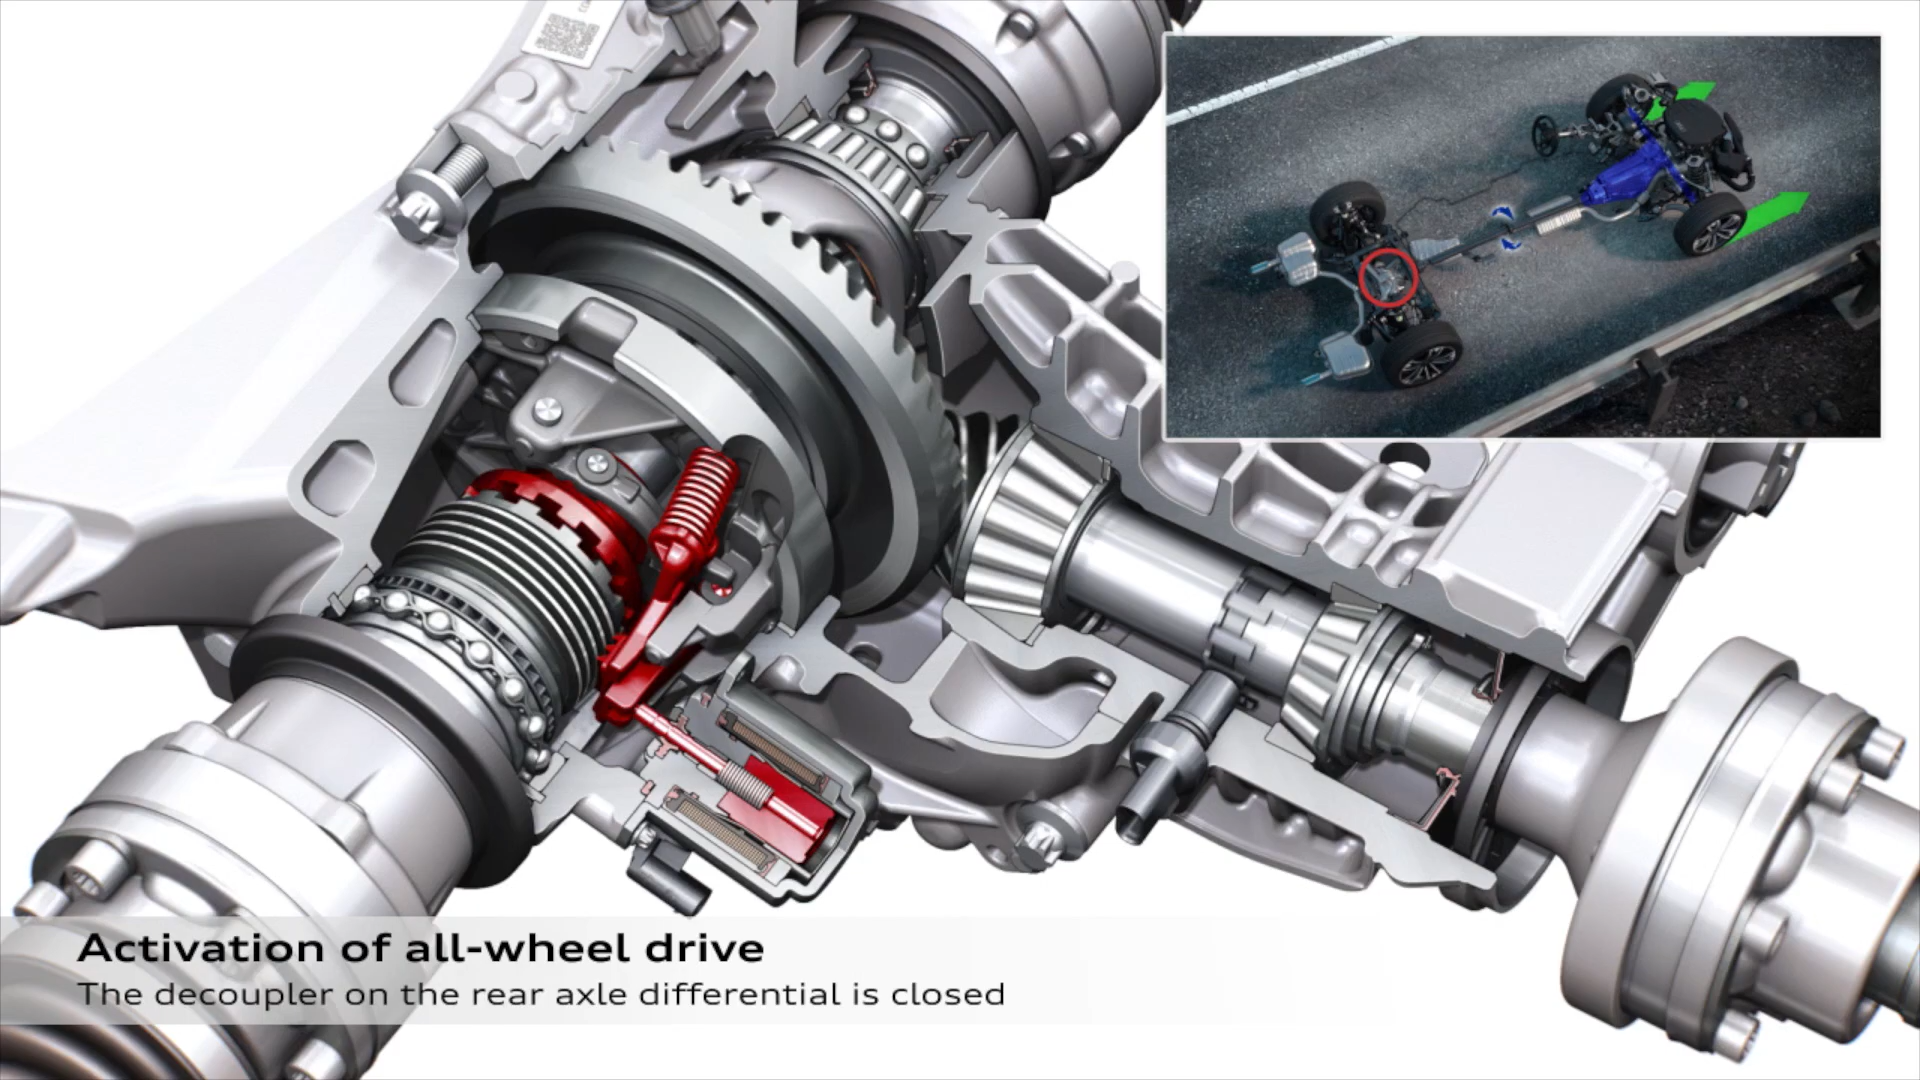 Activation of all-wheel drive
The decoupler on the rear axle differential is closed